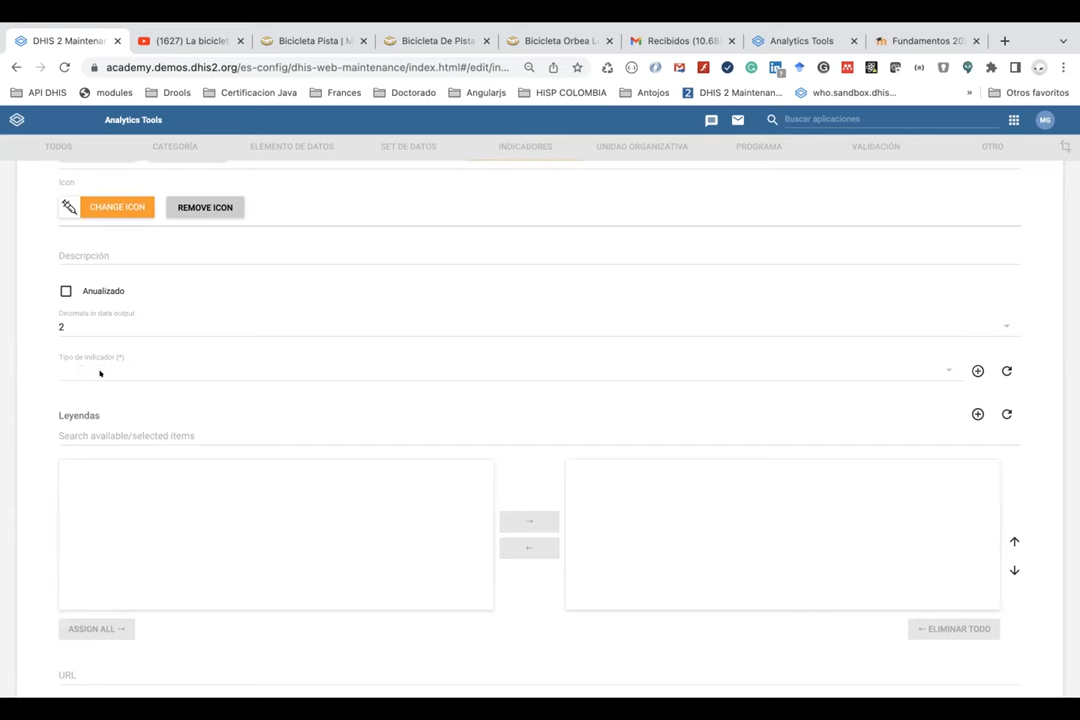 DHIS 2 Maintenan
(1627) La biciclet
Bicicleta Pista | M
Bicicleta De Pista
Bicicleta Orbea L
Recibidos (10.68
Analytics Tools
Fundamentos 20
academy.demos.dhis2.org/es-config/dhis-web-maintenance/index.html#/edit/in...
API DHIS
modules
Drools
Certificacion Java
Frances
Doctorado
Angularjs
HISP COLOMBIA
Antojos
DHIS 2 Maintenan...
who.sandbox.dhis...
»
Otros favoritos
Analytics Tools
Buscar aplicaciones
MG
TODOS
CATEGORÍA
ELEMENTO DE DATOS
SET DE DATOS
INDICADORES
UNIDAD ORGANIZATIVA
PROGRAMA
VALIDACIÓN
OTRO
Icon
CHANGE ICON
REMOVE ICON
Descripción
Anualizado
Decimals in data output
2
Tipo de Indicador (*)
Leyendas
Search available/selected items
→
←
ASSIGN ALL →
← ELIMINAR TODO
URL